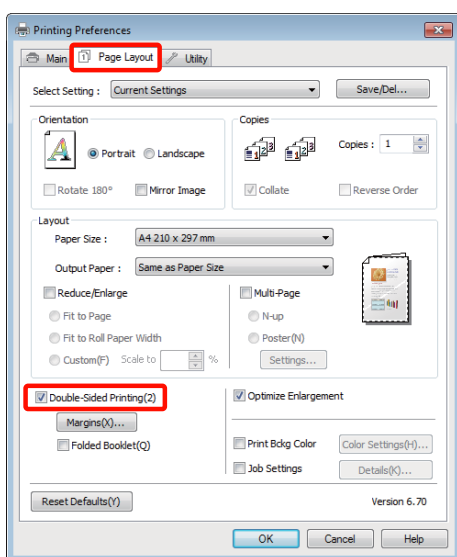 Printing Preferences
Main Page Layout Utility
Select Setting : Current Settings Save/Del...
Orientation
Portrait Landscape
Rotate 180° Mirror Image
Copies
Copies : 1
Collate Reverse Order
Layout
Paper Size : A4 210 x 297 mm
Output Paper : Same as Paper Size
Reduce/Enlarge
Fit to Page
Fit to Roll Paper Width
Custom(F) Scale to %
Multi-Page
N-up
Poster(N)
Settings...
Double-Sided Printing(2)
Margins(X)...
Folded Booklet(Q)
Optimize Enlargement
Print Bckg Color Color Settings(H)...
Job Settings Details(K)...
Reset Defaults(Y) Version 6.70
OK Cancel Help